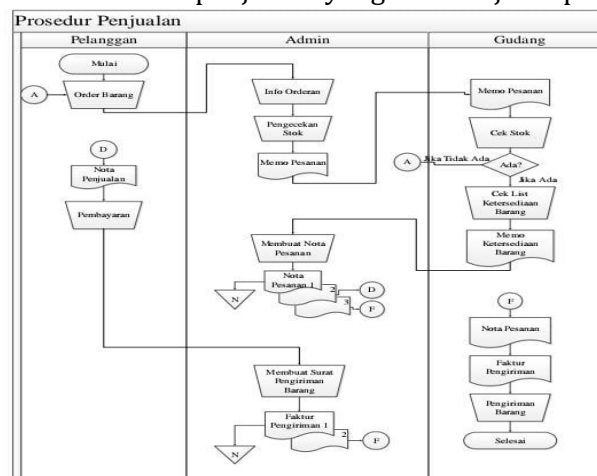 Prosedur Penjualan
Pelanggan
Admin
Gudang
Mulai
Order Barang
A
D
Nota
Penjualan
Pembayaran
Info Orderan
Pengecekan
Stok
Memo Pesanan
Membuat Nota
Pesanan
Nota
Pesanan 1
2
3
N
D
F
Membuat Surat
Pengiriman
Barang
Faktur
Pengiriman 1
2
N
F
Memo Pesanan
Cek Stok
A
Jika Tidak Ada
Ada?
Jika Ada
Cek List
Ketersediaan
Barang
Memo
Ketersediaan
Barang
F
Nota Pesanan
Faktur
Pengiriman
Pengiriman
Barang
Selesai